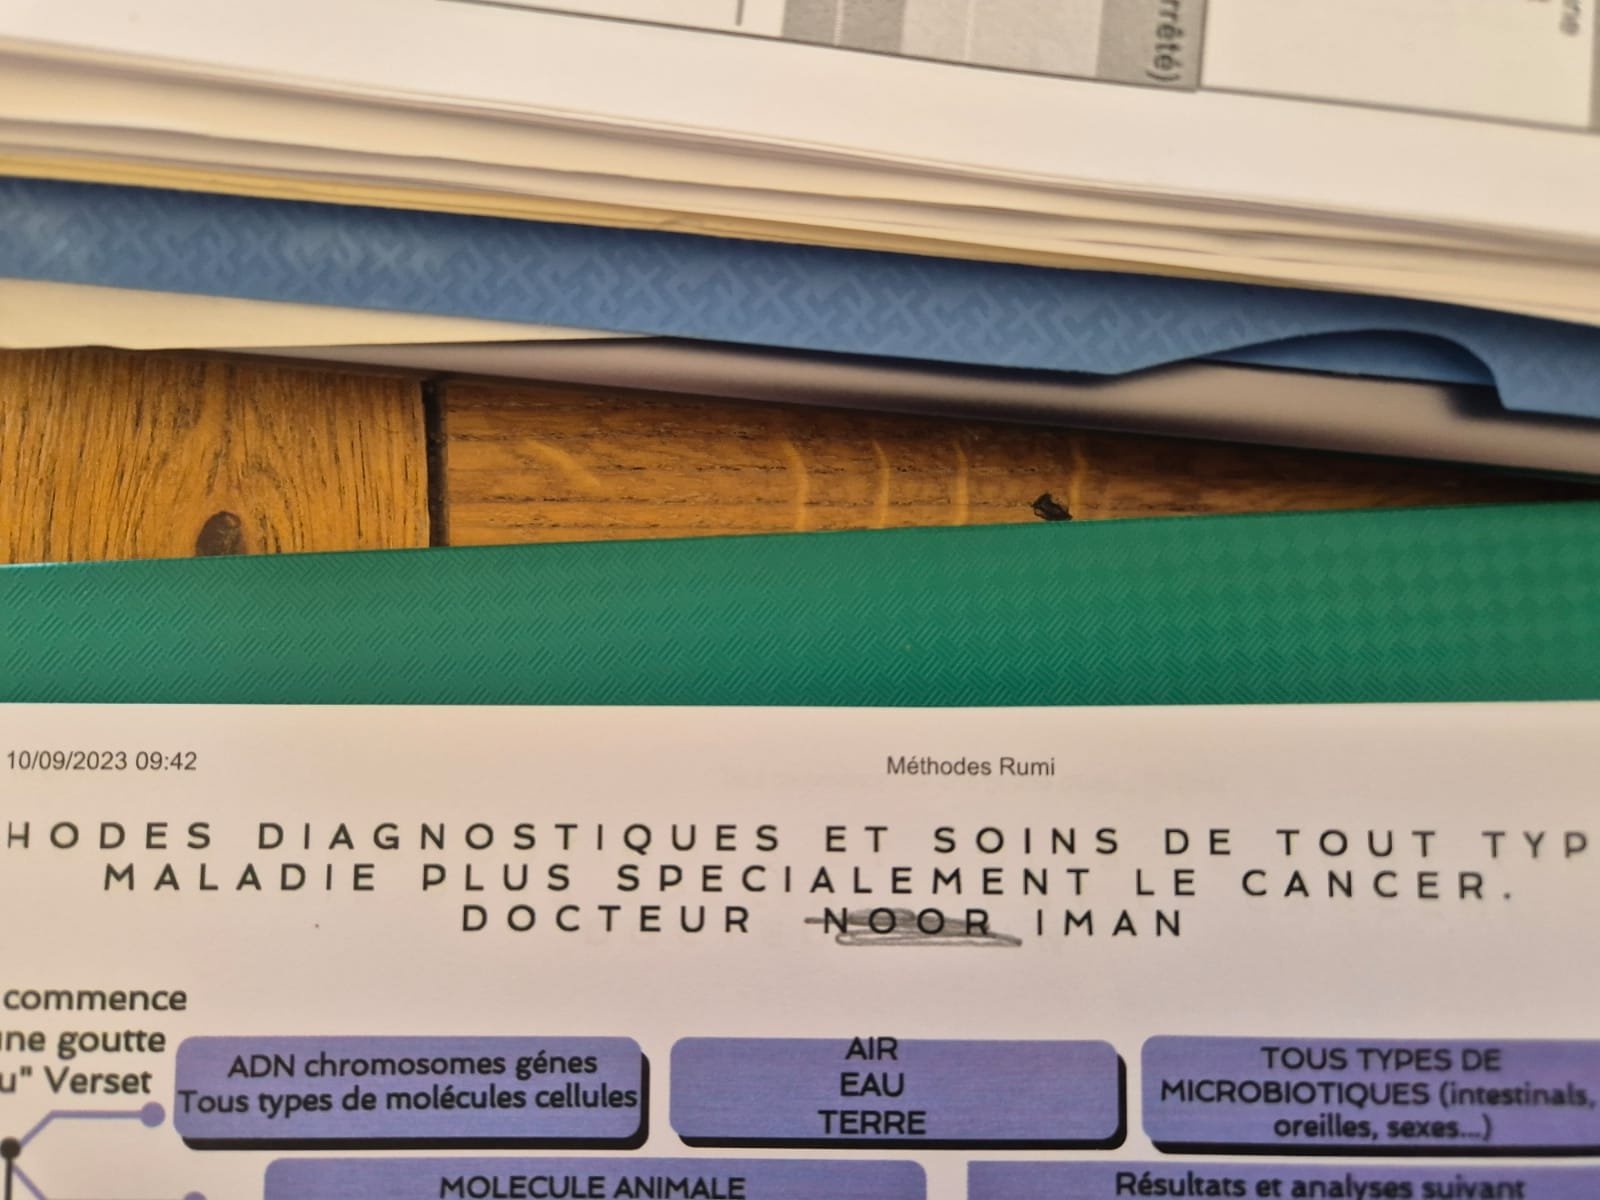 rrêté)
10/09/2023 09:42
Méthodes Rumi
HODES DIAGNOSTIQUES ET SOINS DE TOUT TYP
MALADIE PLUS SPECIALEMENT LE CANCER.
DOCTEUR NOOR IMAN
commence
une goutte
u" Verset
ADN chromosomes génes
Tous types de molécules cellules
AIR
EAU
TERRE
TOUS TYPES DE
MICROBIOTIQUES (intestinals,
oreilles, sexes...)
MOLECULE ANIMALE
Résultats et analyses suivant